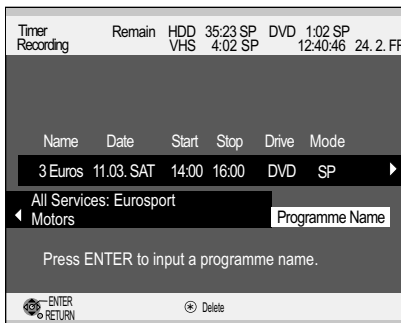 Timer Recording Remain HDD 35:23 SP DVD 1:02 SP
VHS 4:02 SP 12:40:46 24. 2. FR
Name Date Start Stop Drive Mode
3 Euros 11.03. SAT 14:00 16:00 DVD SP
All Services: Eurosport
Motors
Programme Name
Press ENTER to input a programme name.
ENTER
RETURN
Delete